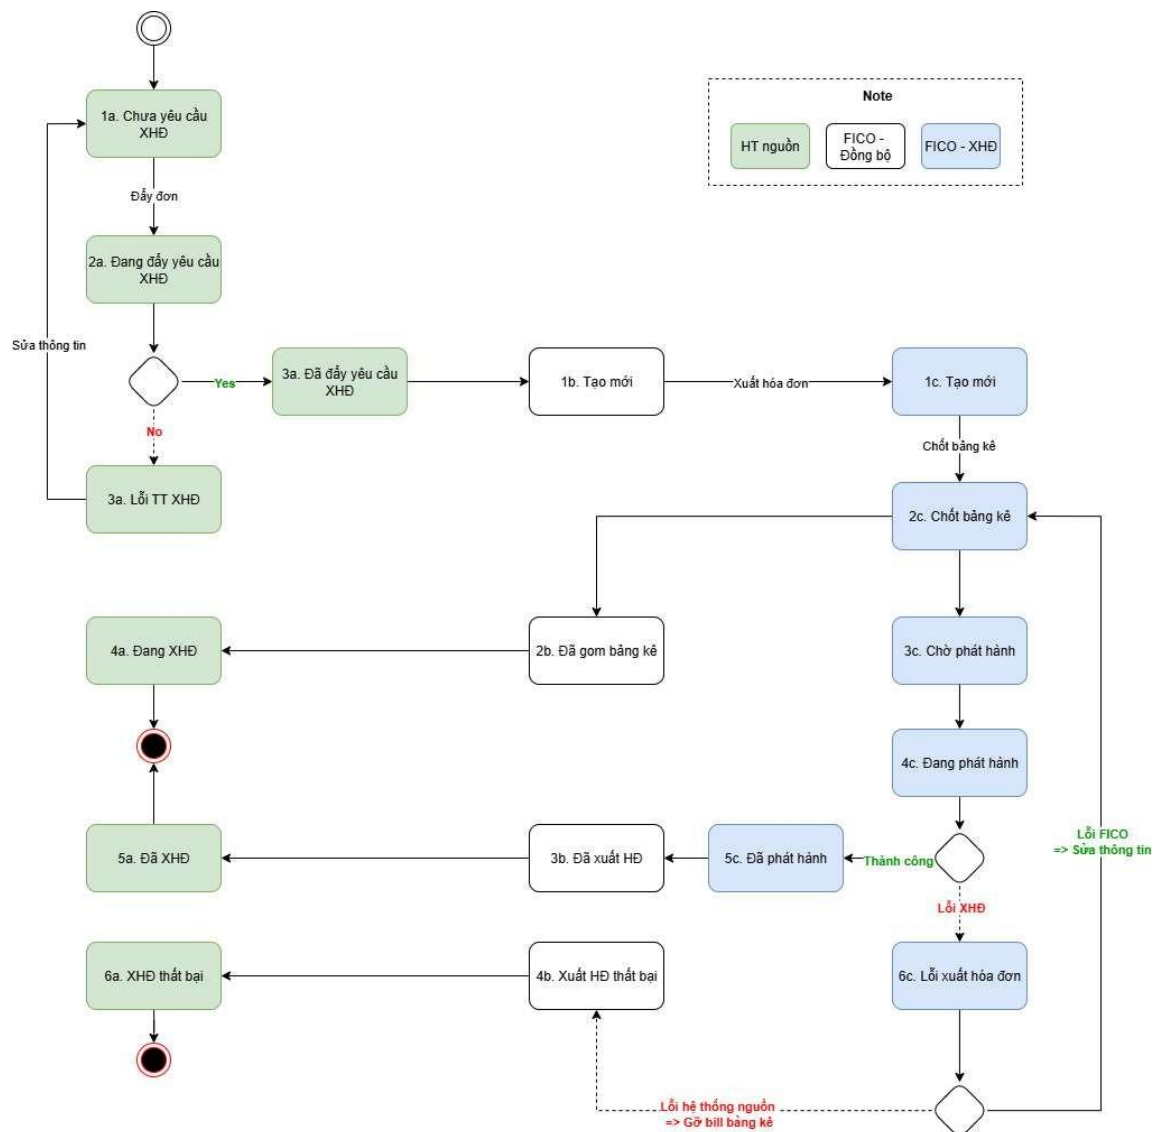 Note
HT nguồn
FICO -
Đồng bộ
FICO - XHĐ
1a. Chưa yêu cầu
XHĐ
Đẩy đơn
2a. Đang đẩy yêu cầu
XHĐ
Sửa thông tin
Yes
No
3a. Đã đẩy yêu cầu
XHĐ
1b. Tạo mới
Xuất hóa đơn
1c. Tạo mới
Chốt bảng kê
3a. Lỗi TT XHĐ
2c. Chốt bảng kê
4a. Đang XHĐ
2b. Đã gom bảng kê
3c. Chờ phát hành
4c. Đang phát hành
5a. Đã XHĐ
3b. Đã xuất HĐ
5c. Đã phát hành
Thành công
Lỗi FICO
=> Sửa thông tin
Lỗi XHĐ
6a. XHĐ thất bại
4b. Xuất HĐ thất bại
6c. Lỗi xuất hóa đơn
Lỗi hệ thống nguồn
=> Gỡ bill bảng kê